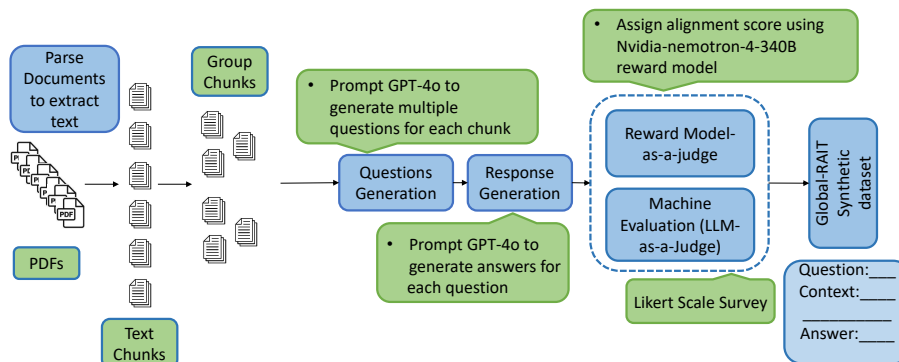 Parse
Documents
to extract
text
PDF
PDFs
Text
Chunks
Group
Chunks
• Prompt GPT-4o to
generate multiple
questions for each chunk
Questions
Generation
Response
Generation
• Prompt GPT-4o to
generate answers for
each question
• Assign alignment score using
Nvidia-nemotron-4-340B
reward model
Reward Model-
as-a-judge
Machine
Evaluation (LLM-
as-a-Judge)
Likert Scale Survey
Global-RAIT
Synthetic
dataset
Question:___
Context:____
__________
Answer:____